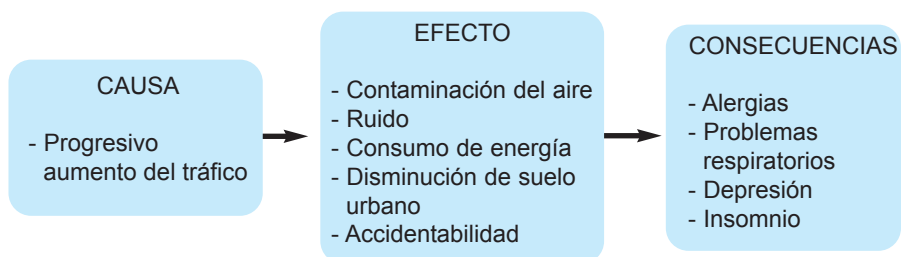 CAUSA
- Progresivo
aumento del tráfico
EFECTO
- Contaminación del aire
- Ruido
- Consumo de energía
- Disminución de suelo
urbano
- Accidentabilidad
CONSECUENCIAS
- Alergias
- Problemas
respiratorios
- Depresión
- Insomnio